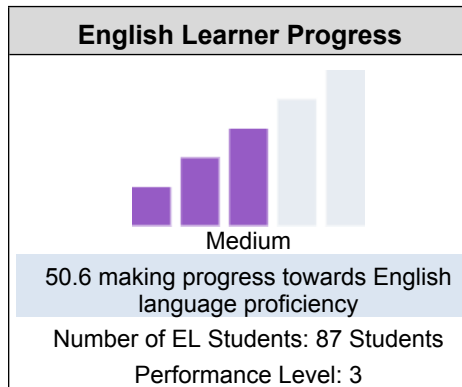 English Learner Progress
Medium
50.6 making progress towards English
language proficiency
Number of EL Students: 87 Students
Performance Level: 3